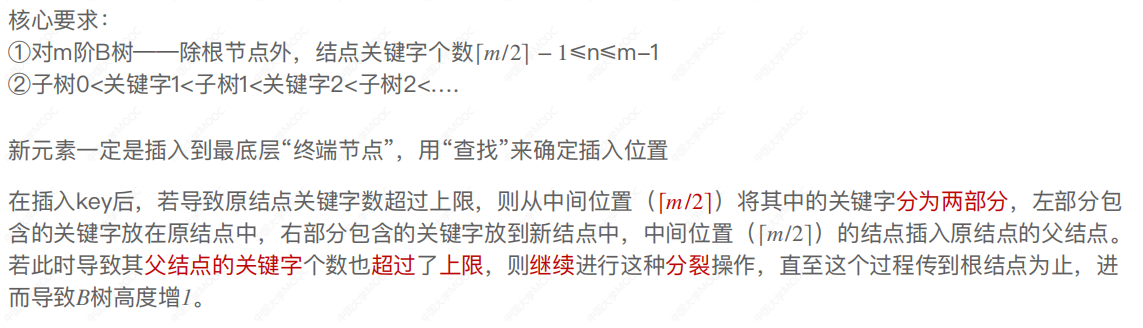 核心要求：
①对m阶B树——除根节点外，结点关键字个数⌈m/2⌉ − 1≤n≤m−1
②子树0<关键字1<子树1<关键字2<子树2<….
新元素一定是插入到最底层“终端节点”，用“查找”来确定插入位置
在插入key后，若导致原结点关键字数超过上限，则从中间位置（⌈m/2⌉）将其中的关键字分为两部分，左部分包
含的关键字放在原结点中，右部分包含的关键字放到新结点中，中间位置（⌈m/2⌉）的结点插入原结点的父结点。
若此时导致其父结点的关键字个数也超过了上限，则继续进行这种分裂操作，直至这个过程传到根结点为止，进
而导致B树高度增1。